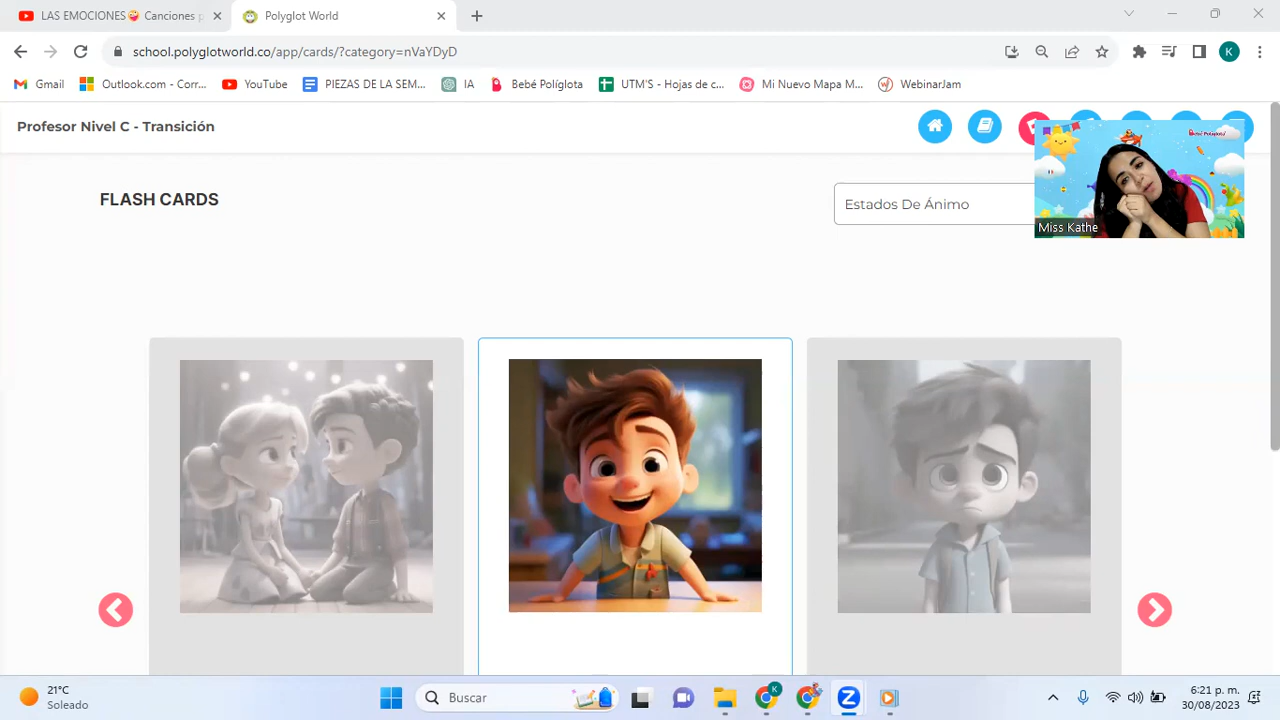 LAS EMOCIONES🤪 Canciones p
Polyglot World
school.polyglotworld.co/app/cards/?category=nVaYDyD
K
Gmail
Outlook.com - Corr...
YouTube
PIEZAS DE LA SEM...
IA
Bebé Políglota
UTM'S - Hojas de c...
Mi Nuevo Mapa M...
WebinarJam
Profesor Nivel C - Transición
FLASH CARDS
Estados De Ánimo
Miss Kathe
21°C
Soleado
Buscar
6:21 p. m.
30/08/2023